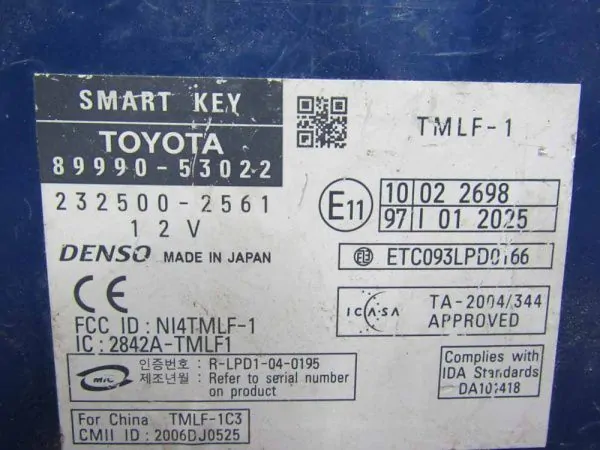 SMART KEY
TOYOTA
89990-53022
232500-2561
12V
DENSO MADE IN JAPAN
CE
FCC ID : NI4TMLF-1
IC : 2842A-TMLF1
MIC
인증번호 : R-LPD1-04-0195
제조년월 : Refer to serial number
on product
For China TMLF-1C3
CMII ID : 2006DJ0525
TMLF-1
E11
10 02 2698
97 I 01 2025
ETC093LPD0166
ICASA
TA-2004/344
APPROVED
Complies with
IDA Standards
DA102418